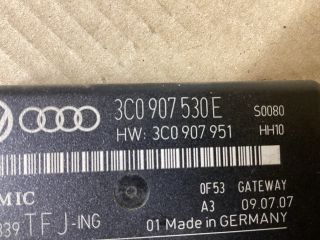 3C0 907 530 E S0080
HW: 3C0 907 951 HH10
MIC 0F53 GATEWAY
A3 09.07.07
339 TFJ-ING 01 Made in GERMANY